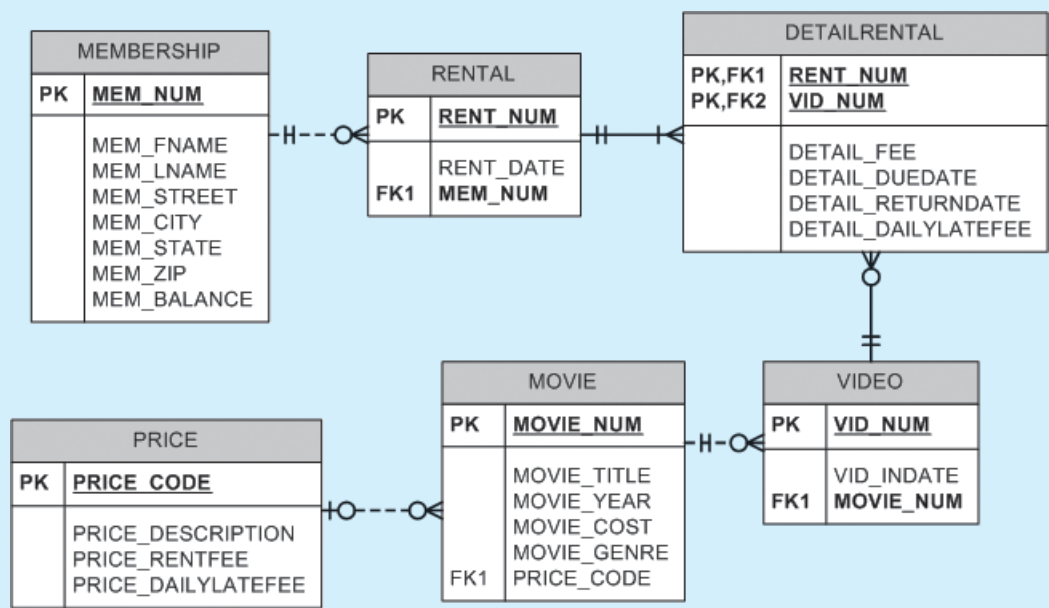 MEMBERSHIP
PK MEM_NUM
MEM_FNAME
MEM_LNAME
MEM_STREET
MEM_CITY
MEM_STATE
MEM_ZIP
MEM_BALANCE
RENTAL
PK RENT_NUM
RENT_DATE
FK1 MEM_NUM
DETAILRENTAL
PK,FK1 RENT_NUM
PK,FK2 VID_NUM
DETAIL_FEE
DETAIL_DUEDATE
DETAIL_RETURNDATE
DETAIL_DAILYLATEFEE
PRICE
PK PRICE_CODE
PRICE_DESCRIPTION
PRICE_RENTFEE
PRICE_DAILYLATEFEE
MOVIE
PK MOVIE_NUM
MOVIE_TITLE
MOVIE_YEAR
MOVIE_COST
MOVIE_GENRE
FK1 PRICE_CODE
VIDEO
PK VID_NUM
VID_INDATE
FK1 MOVIE_NUM